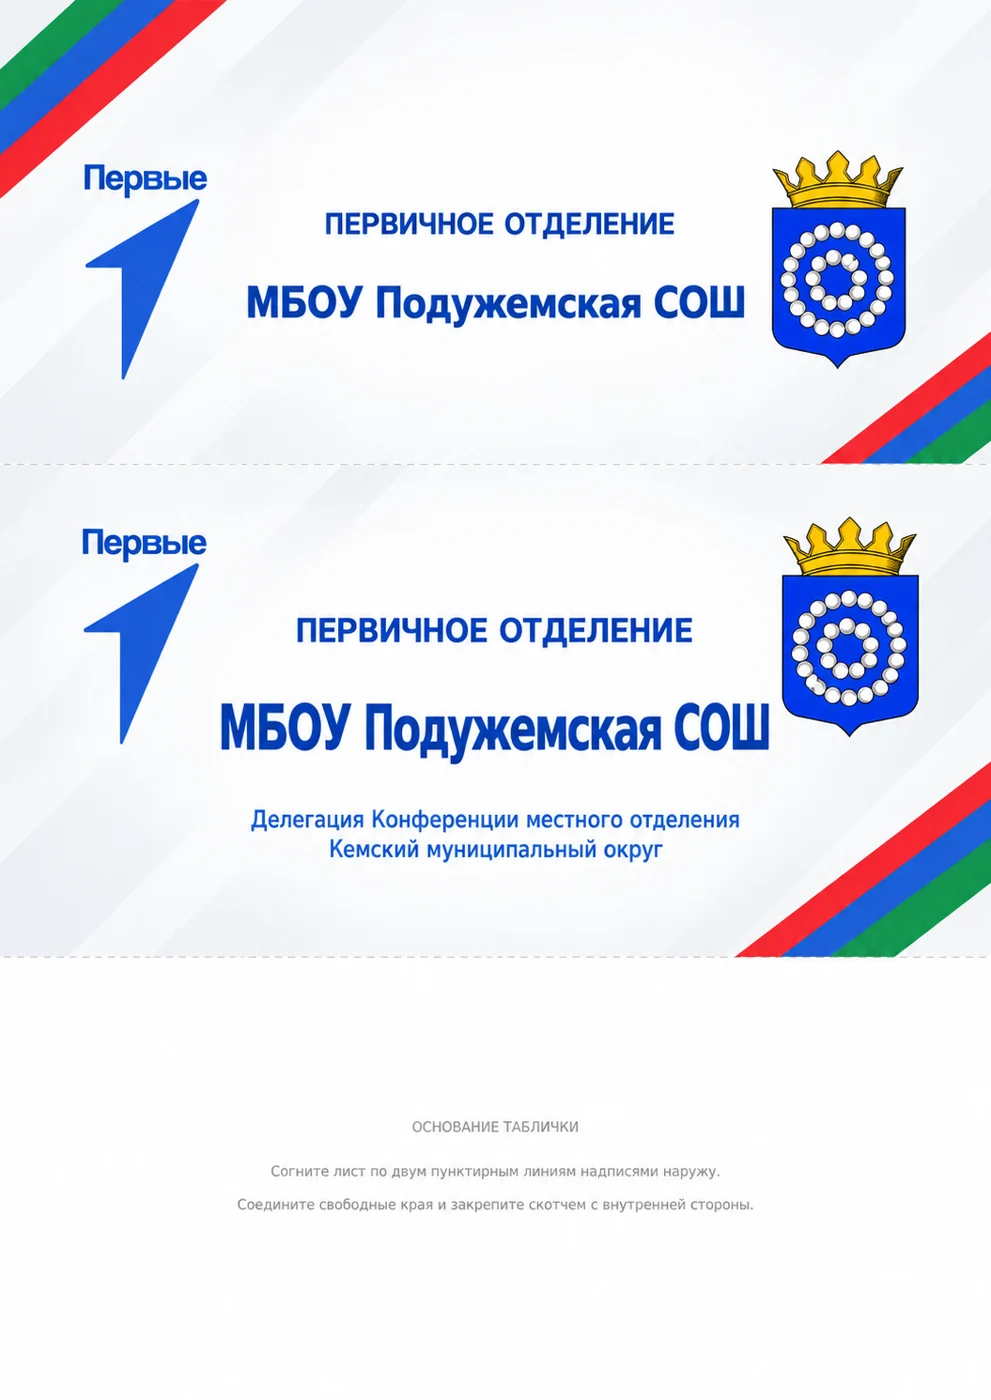 Первые
ПЕРВИЧНОЕ ОТДЕЛЕНИЕ
МБОУ Подужемская СОШ
Первые
ПЕРВИЧНОЕ ОТДЕЛЕНИЕ
МБОУ Подужемская СОШ
Делегация Конференции местного отделения
Кемский муниципальный округ
ОСНОВАНИЕ ТАБЛИЧКИ
Согните лист по двум пунктирным линиям надписями наружу.
Соедините свободные края и закрепите скотчем с внутренней стороны.